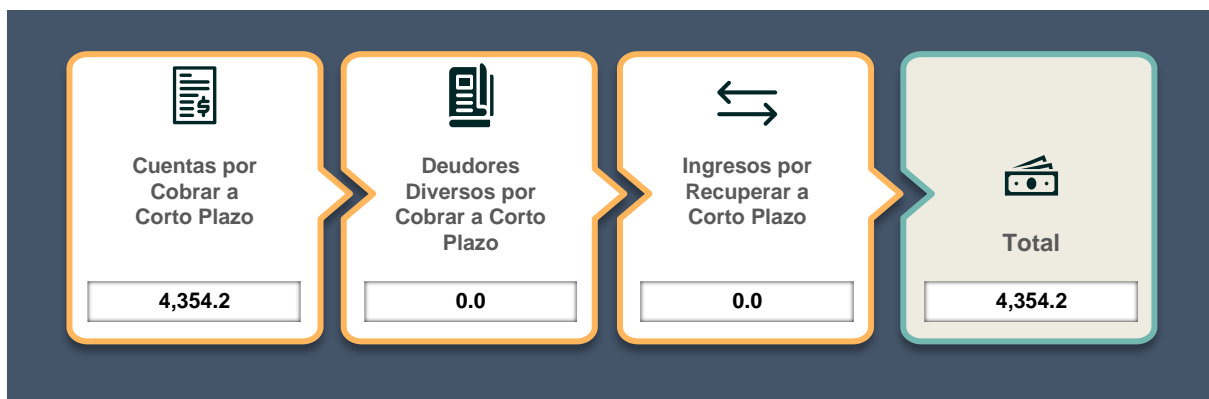 Cuentas por
Cobrar a
Corto Plazo
4,354.2
Deudores
Diversos por
Cobrar a Corto
Plazo
0.0
Ingresos por
Recuperar a
Corto Plazo
0.0
Total
4,354.2